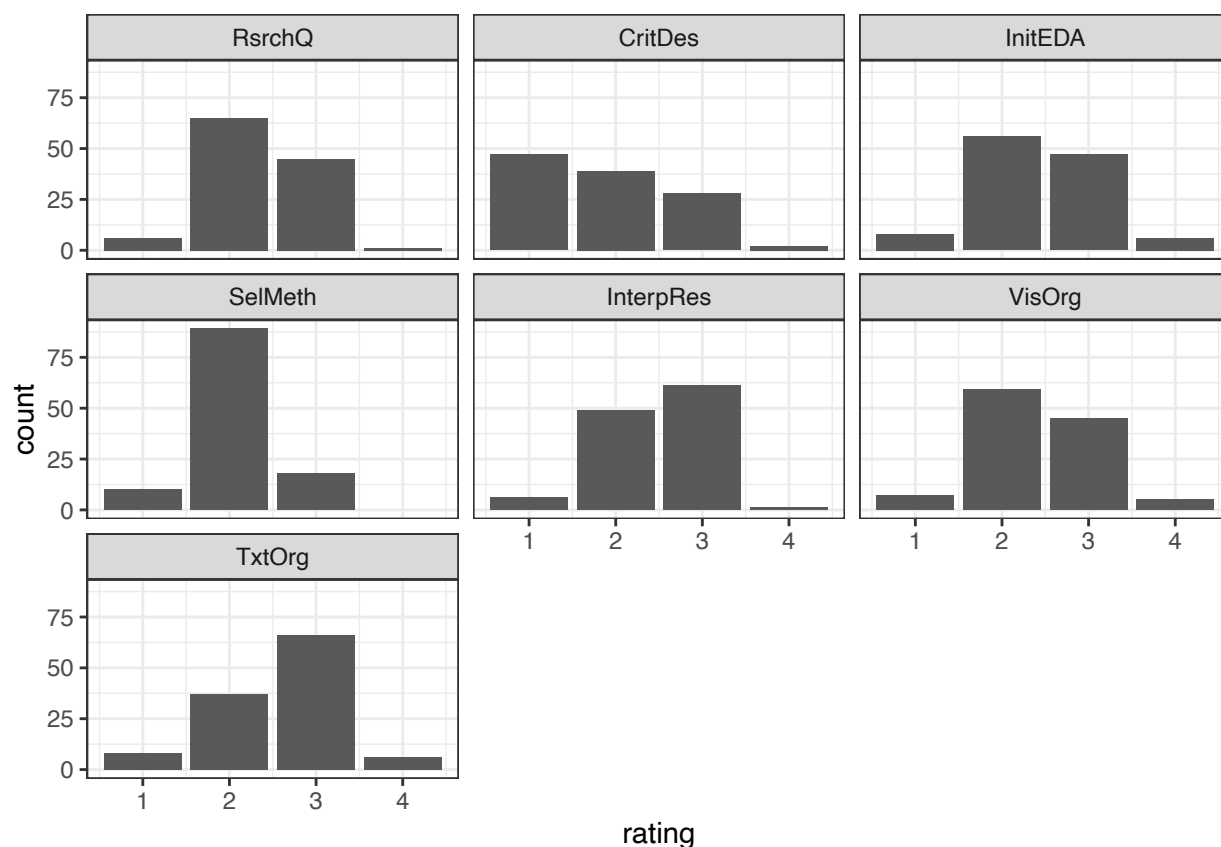 RsrchQ CritDes InitEDA
75
50
25
0
SelMeth InterpRes VisOrg
75
50
25
0
1 2 3 4 1 2 3 4
TxtOrg
75
50
25
0
1 2 3 4
count
rating